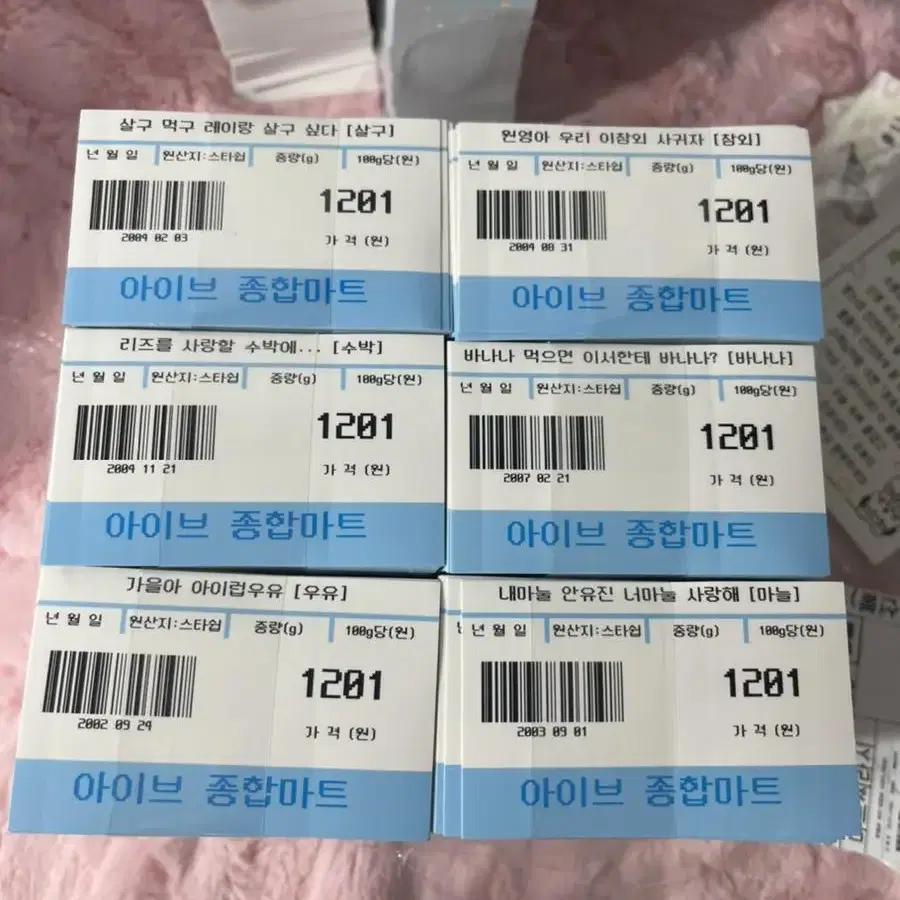 살구 먹구 레이랑 살구 싶다 [살구]
년 월 일 원산지:스타쉽 중량(g) 100g당(원)
1201
2004 02 03
가 격 (원)
아이브 종합마트
원영아 우리 이참외 사귀자 [참외]
년 월 일 원산지:스타쉽 중량(g) 100g당(원)
1201
2004 08 31
가 격 (원)
아이브 종합마트
리즈를 사랑할 수박에... [수박]
년 월 일 원산지:스타쉽 중량(g) 100g당(원)
1201
2004 11 21
가 격 (원)
아이브 종합마트
바나나 먹으면 이서한테 바나나? [바나나]
년 월 일 원산지:스타쉽 중량(g) 100g당(원)
1201
2007 02 21
가 격 (원)
아이브 종합마트
가을아 아이럽우유 [우유]
년 월 일 원산지:스타쉽 중량(g) 100g당(원)
1201
2002 09 24
가 격 (원)
아이브 종합마트
내마늘 안유진 너마늘 사랑해 [마늘]
년 월 일 원산지:스타쉽 중량(g) 100g당(원)
1201
2003 09 01
가 격 (원)
아이브 종합마트